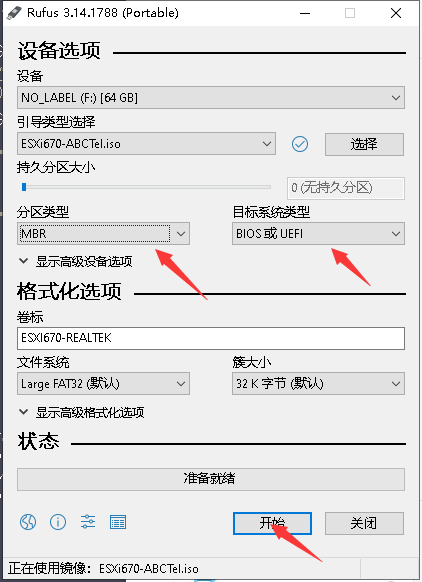 Rufus 3.14.1788 (Portable)
设备选项
设备
NO_LABEL (F:) [64 GB]
引导类型选择
ESXi670-ABCTel.iso
选择
持久分区大小
0 (无持久分区)
分区类型
目标系统类型
MBR
BIOS 或 UEFI
显示高级设备选项
格式化选项
卷标
ESXI670-REALTEK
文件系统
簇大小
Large FAT32 (默认)
32 K 字节 (默认)
显示高级格式化选项
状态
准备就绪
开始
关闭
正在使用镜像: ESXi670-ABCTel.iso